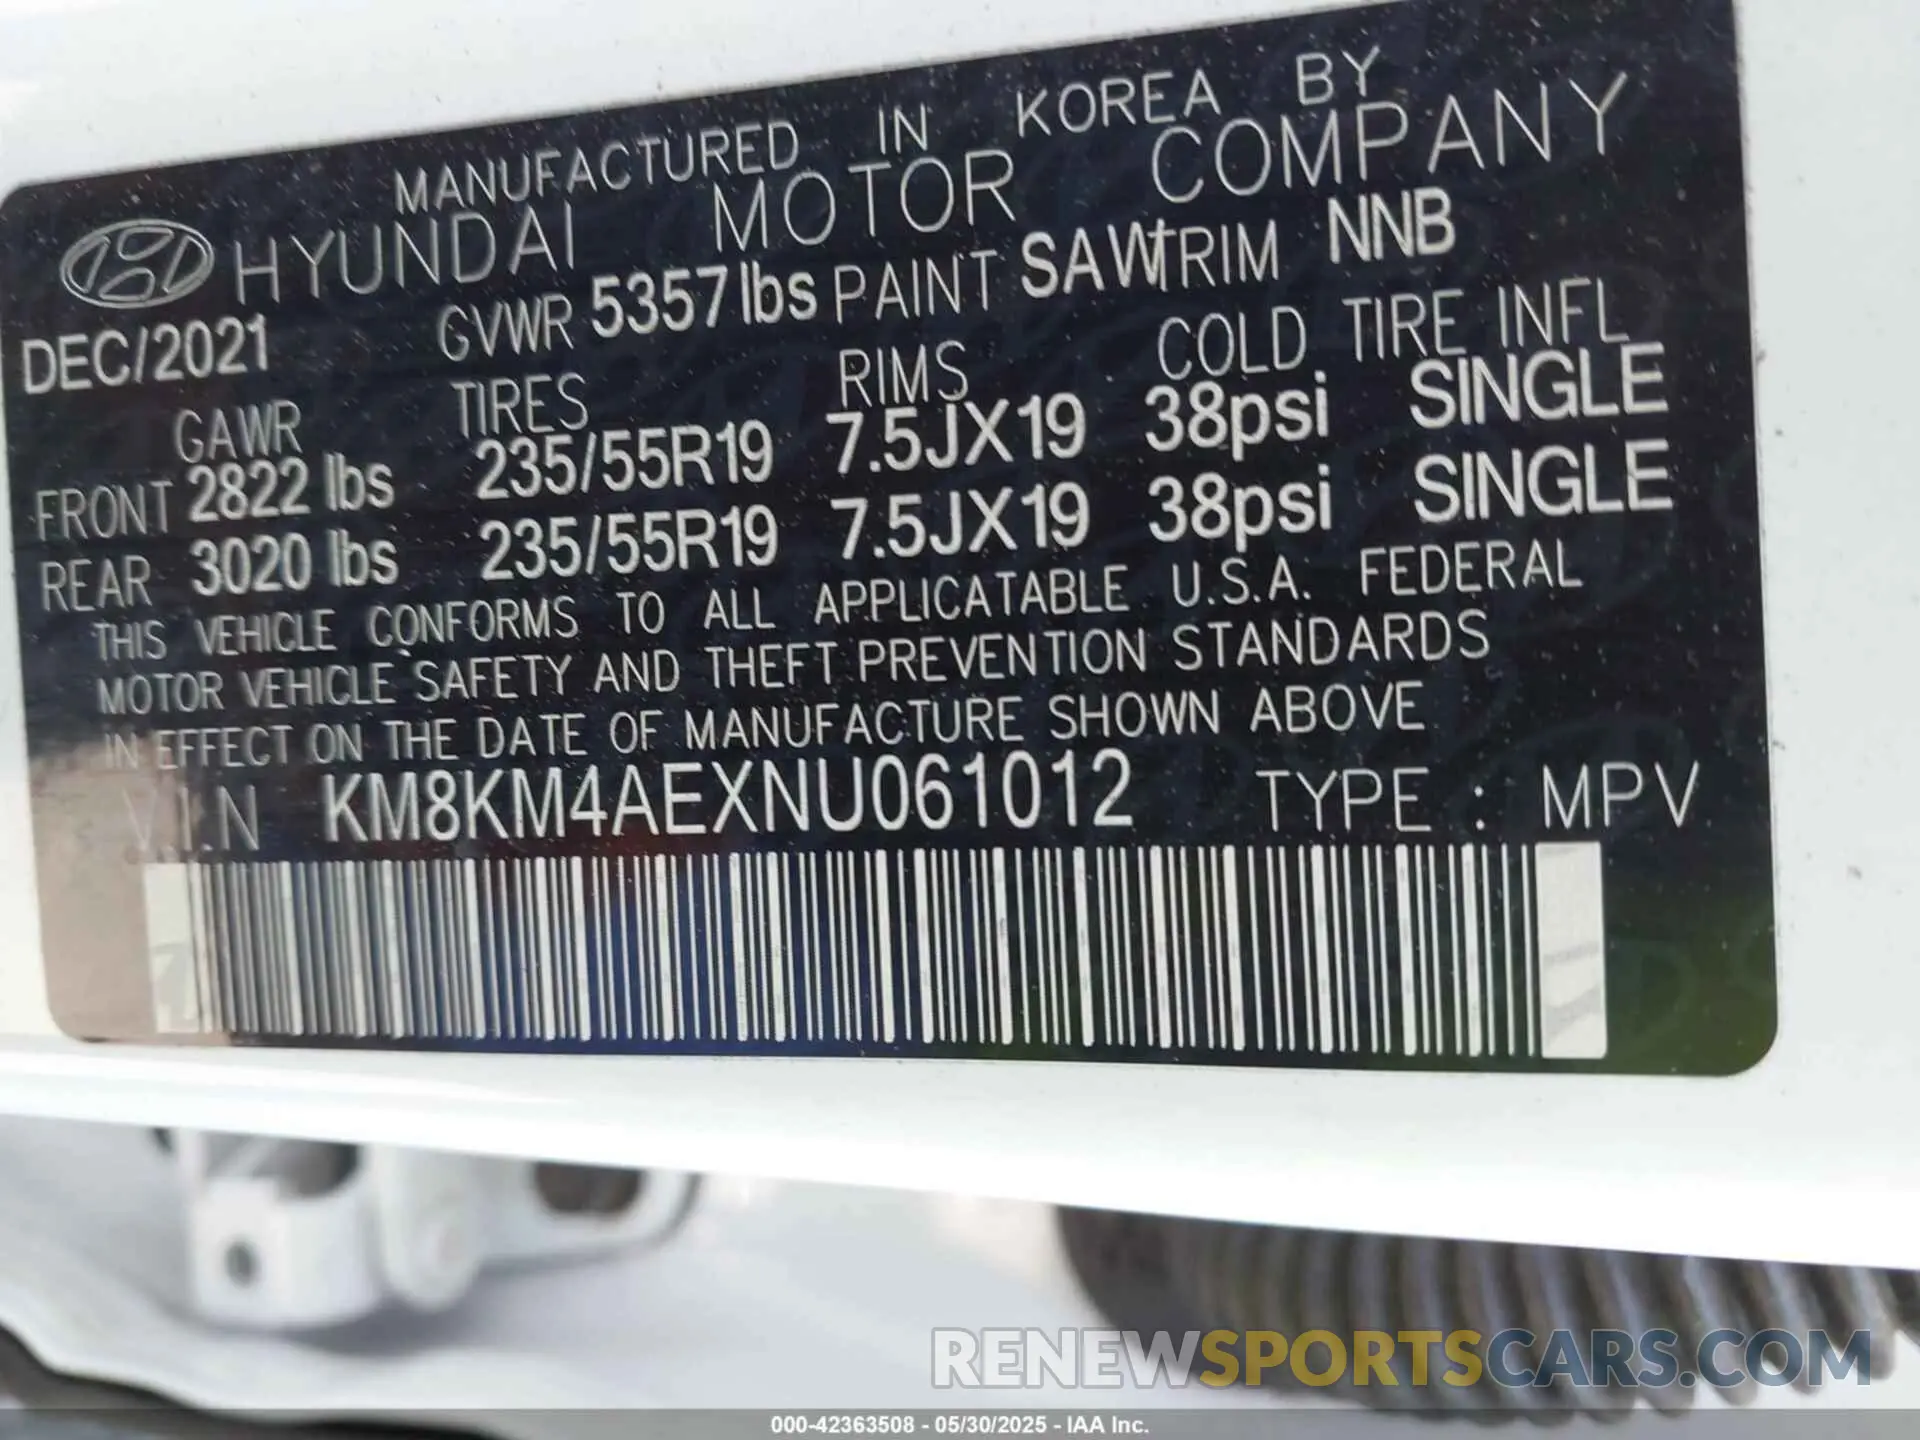 MANUFACTURED IN KOREA BY
HYUNDAI MOTOR COMPANY
DEC/2021 GVWR 5357lbs PAINT SAW TRIM NNB
GAWR TIRES RIMS COLD TIRE INFL
FRONT 2822 lbs 235/55R19 7.5JX19 38psi SINGLE
REAR 3020 lbs 235/55R19 7.5JX19 38psi SINGLE
THIS VEHICLE CONFORMS TO ALL APPLICATABLE U.S.A. FEDERAL
MOTOR VEHICLE SAFETY AND THEFT PREVENTION STANDARDS
IN EFFECT ON THE DATE OF MANUFACTURE SHOWN ABOVE
V.I.N KM8KM4AEXNU061012 TYPE : MPV
RENEWSPORTSCARS.COM
000-42363508 - 05/30/2025 - IAA Inc.